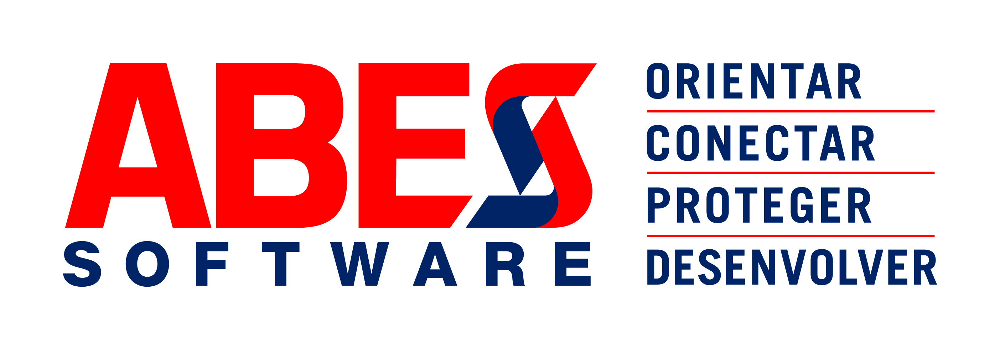 ABES
SOFTWARE
ORIENTAR
CONECTAR
PROTEGER
DESENVOLVER